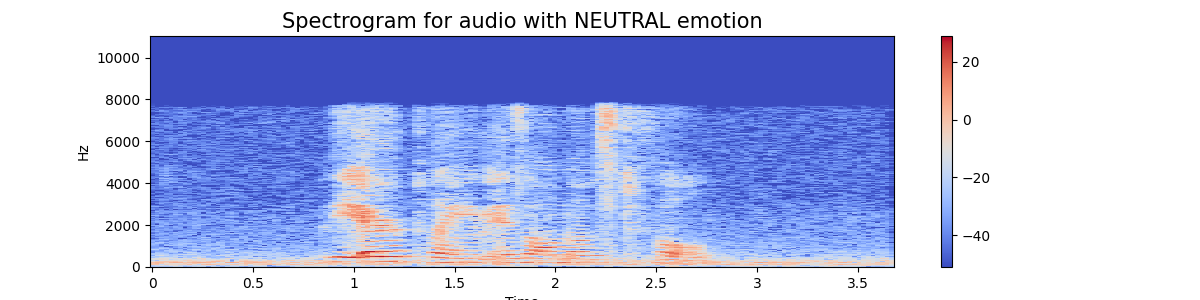 Spectrogram for audio with NEUTRAL emotion
10000
8000
6000
4000
2000
0
Hz
0 0.5 1 1.5 2 2.5 3 3.5
Time
20
0
−20
−40